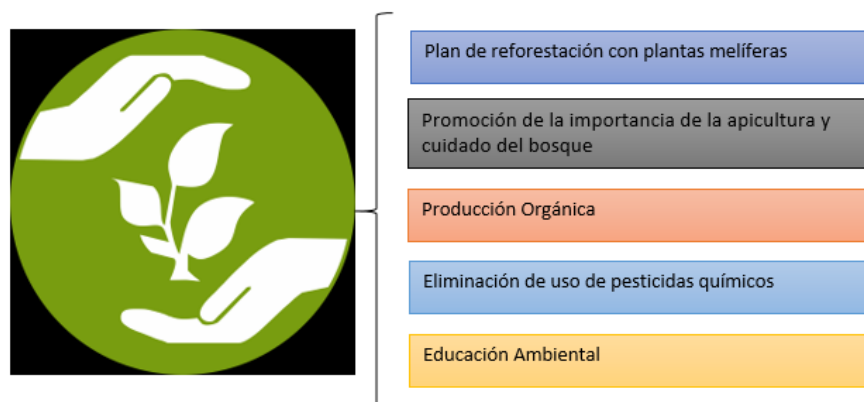 Plan de reforestación con plantas melíferas
Promoción de la importancia de la apicultura y
cuidado del bosque
Producción Orgánica
Eliminación de uso de pesticidas químicos
Educación Ambiental